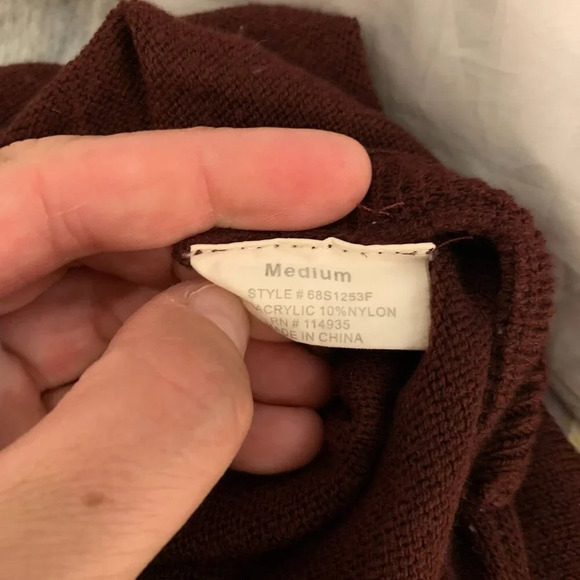 Medium
STYLE # 68S1253F
ACRYLIC 10%NYLON
RN # 114935
IN CHINA